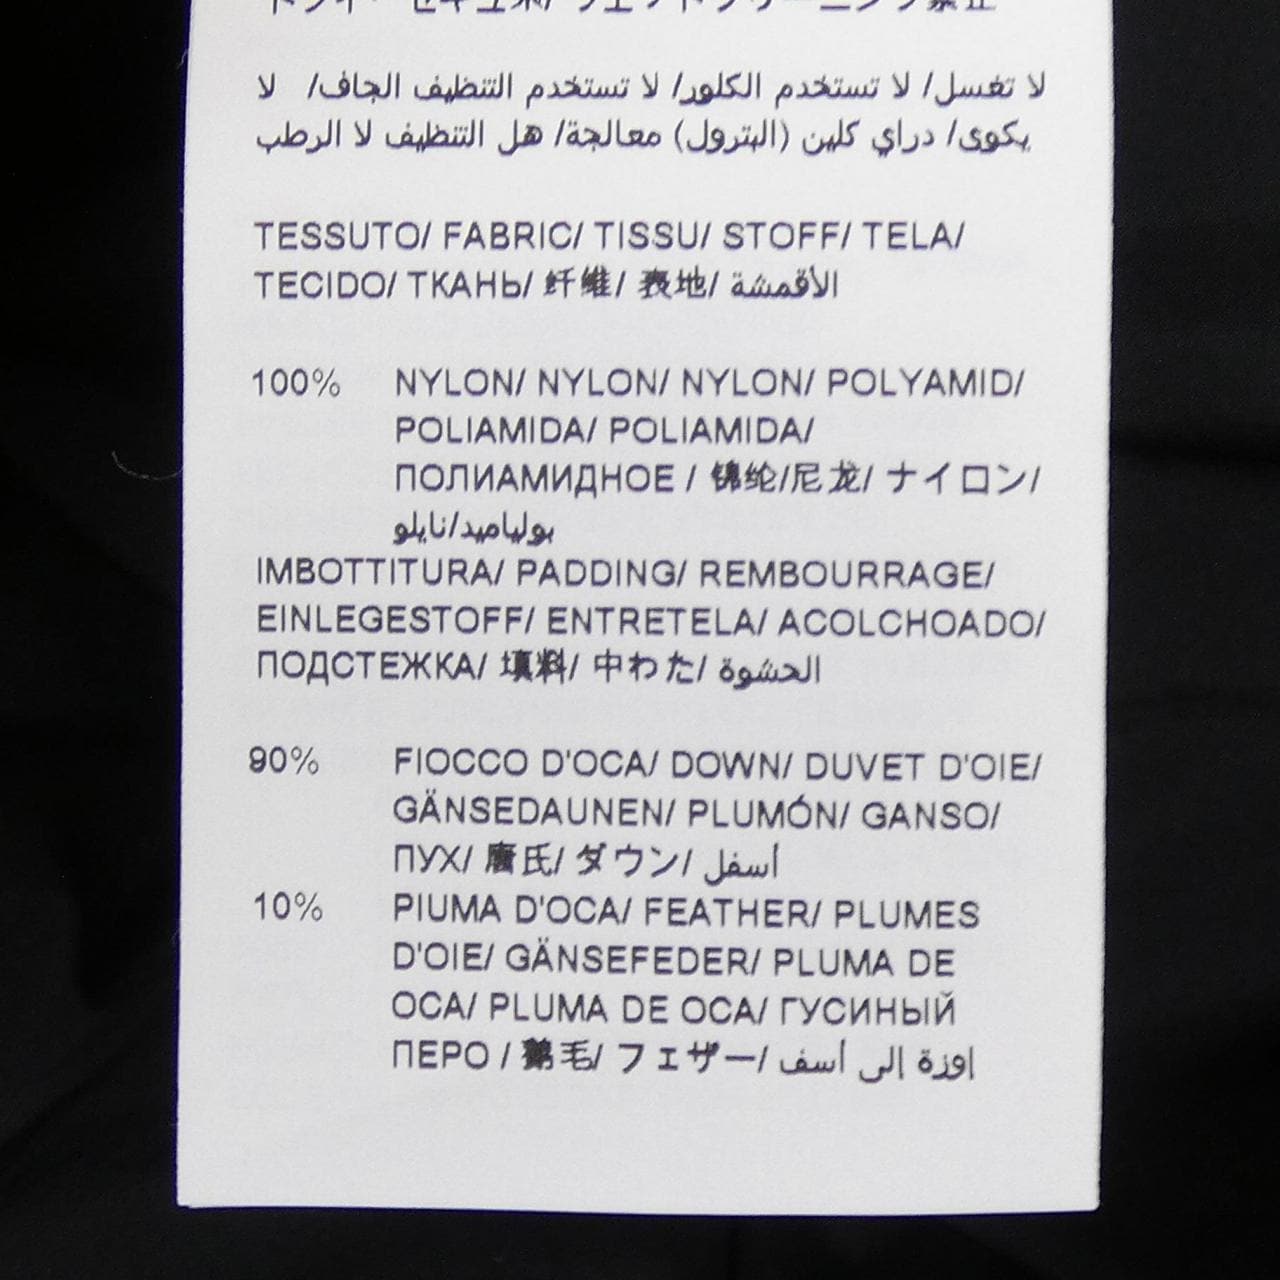 لا تغسل/ لا تستخدم الكلور/ لا تستخدم التنظيف الجاف/ لا
يكوى/ دراي كلين (البترول) معالجة/ هل التنظيف لا الرطب
TESSUTO/ FABRIC/ TISSU/ STOFF/ TELA/
TECIDO/ ТКАНЬ/ 纤维/ 表地/ الأقمشة
100% NYLON/ NYLON/ NYLON/ POLYAMID/
POLIAMIDA/ POLIAMIDA/
ПОЛИАМИДНОЕ / 锦纶/尼龙/ ナイロン/
بولياميد/نايلو
IMBOTTITURA/ PADDING/ REMBOURRAGE/
EINLEGESTOFF/ ENTRETELA/ ACOLCHOADO/
ПОДСТЕЖКА/ 填料/ 中わた/ الحشوة
90% FIOCCO D'OCA/ DOWN/ DUVET D'OIE/
GÄNSEDAUNEN/ PLUMÓN/ GANSO/
ПУХ/ 唐氏/ ダウン/ أسفل
10% PIUMA D'OCA/ FEATHER/ PLUMES
D'OIE/ GÄNSEFEDER/ PLUMA DE
OCA/ PLUMA DE OCA/ ГУСИНЫЙ
ПЕРО / 鹅毛/ フェザー/ اوزة إلى أسف